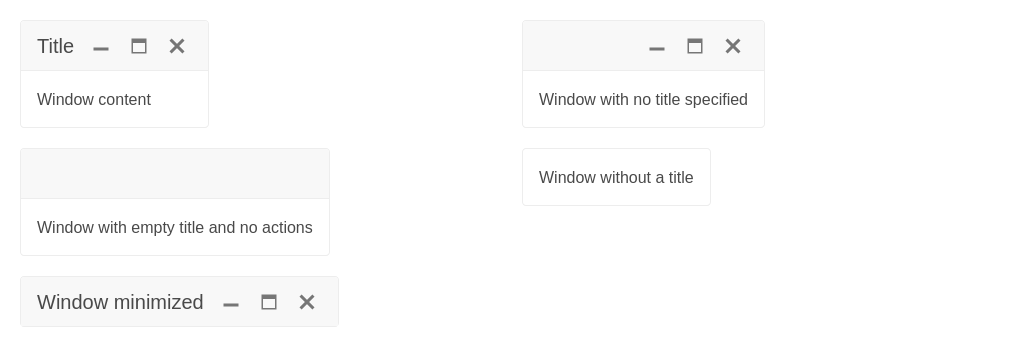 Title
Window content
Window with no title specified
Window with empty title and no actions
Window without a title
Window minimized